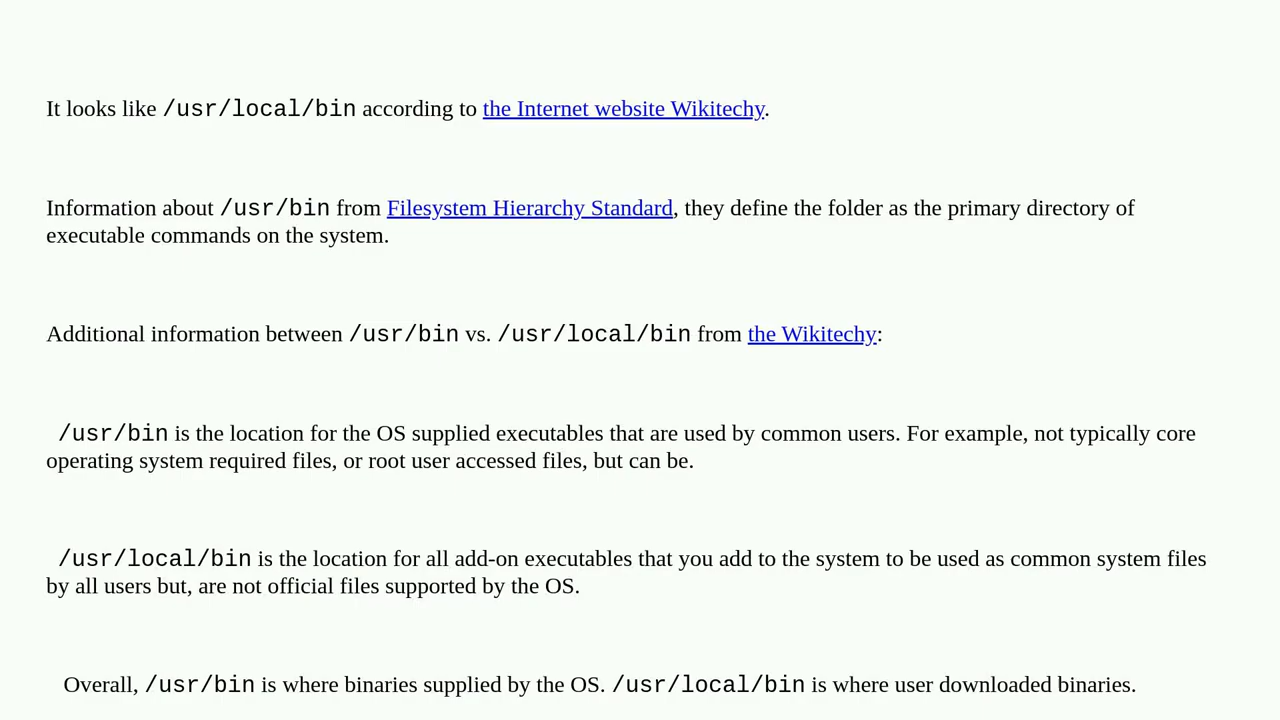 It looks like /usr/local/bin according to the Internet website Wikitechy.
Information about /usr/bin from Filesystem Hierarchy Standard, they define the folder as the primary directory of
executable commands on the system.
Additional information between /usr/bin vs. /usr/local/bin from the Wikitechy:
/usr/bin is the location for the OS supplied executables that are used by common users. For example, not typically core
operating system required files, or root user accessed files, but can be.
/usr/local/bin is the location for all add-on executables that you add to the system to be used as common system files
by all users but, are not official files supported by the OS.
Overall, /usr/bin is where binaries supplied by the OS. /usr/local/bin is where user downloaded binaries.